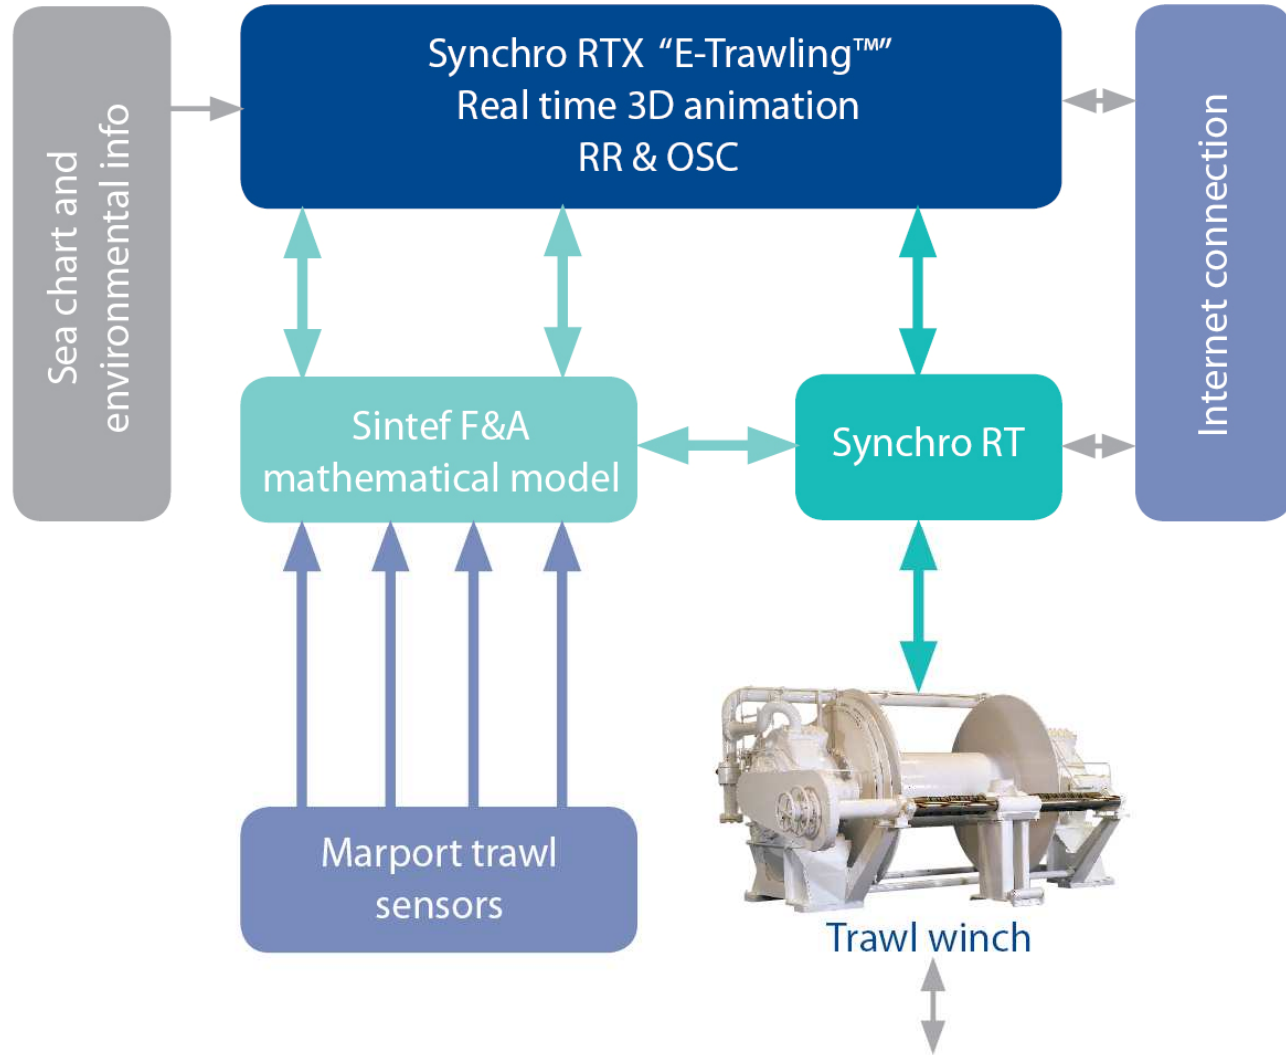 Synchro RTX “E-Trawling™”
Real time 3D animation
RR & OSC
Sea chart and
environmental info
Internet connection
Sintef F&A
mathematical model
Synchro RT
Marport trawl
sensors
Trawl winch